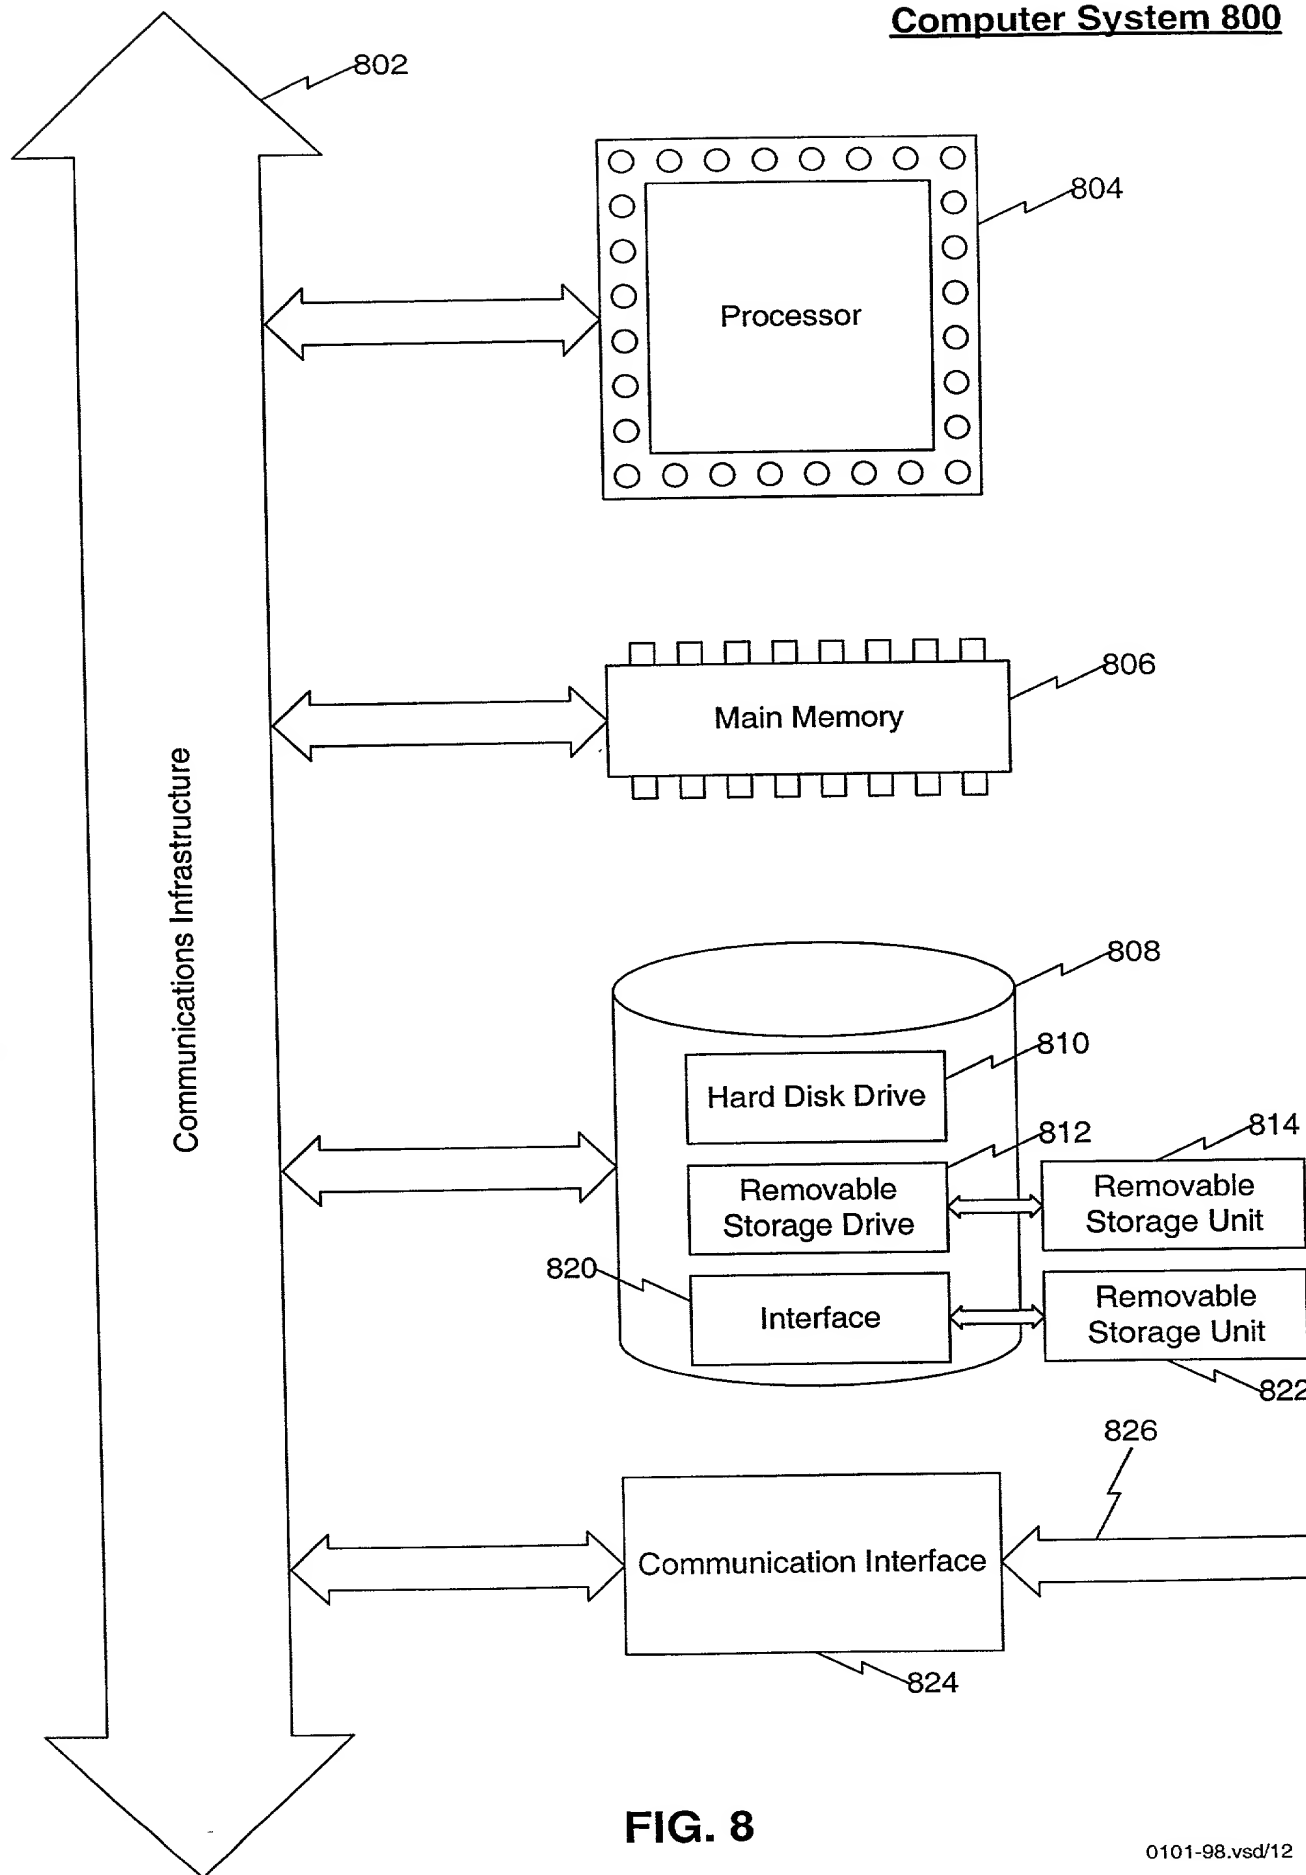 Computer System 800
802
804
Processor
806
Main Memory
Communications Infrastructure
808
810
Hard Disk Drive
812
814
Removable
Storage Drive
Removable
Storage Unit
820
Interface
Removable
Storage Unit
822
826
Communication Interface
824
FIG. 8
0101-98.vsd/12